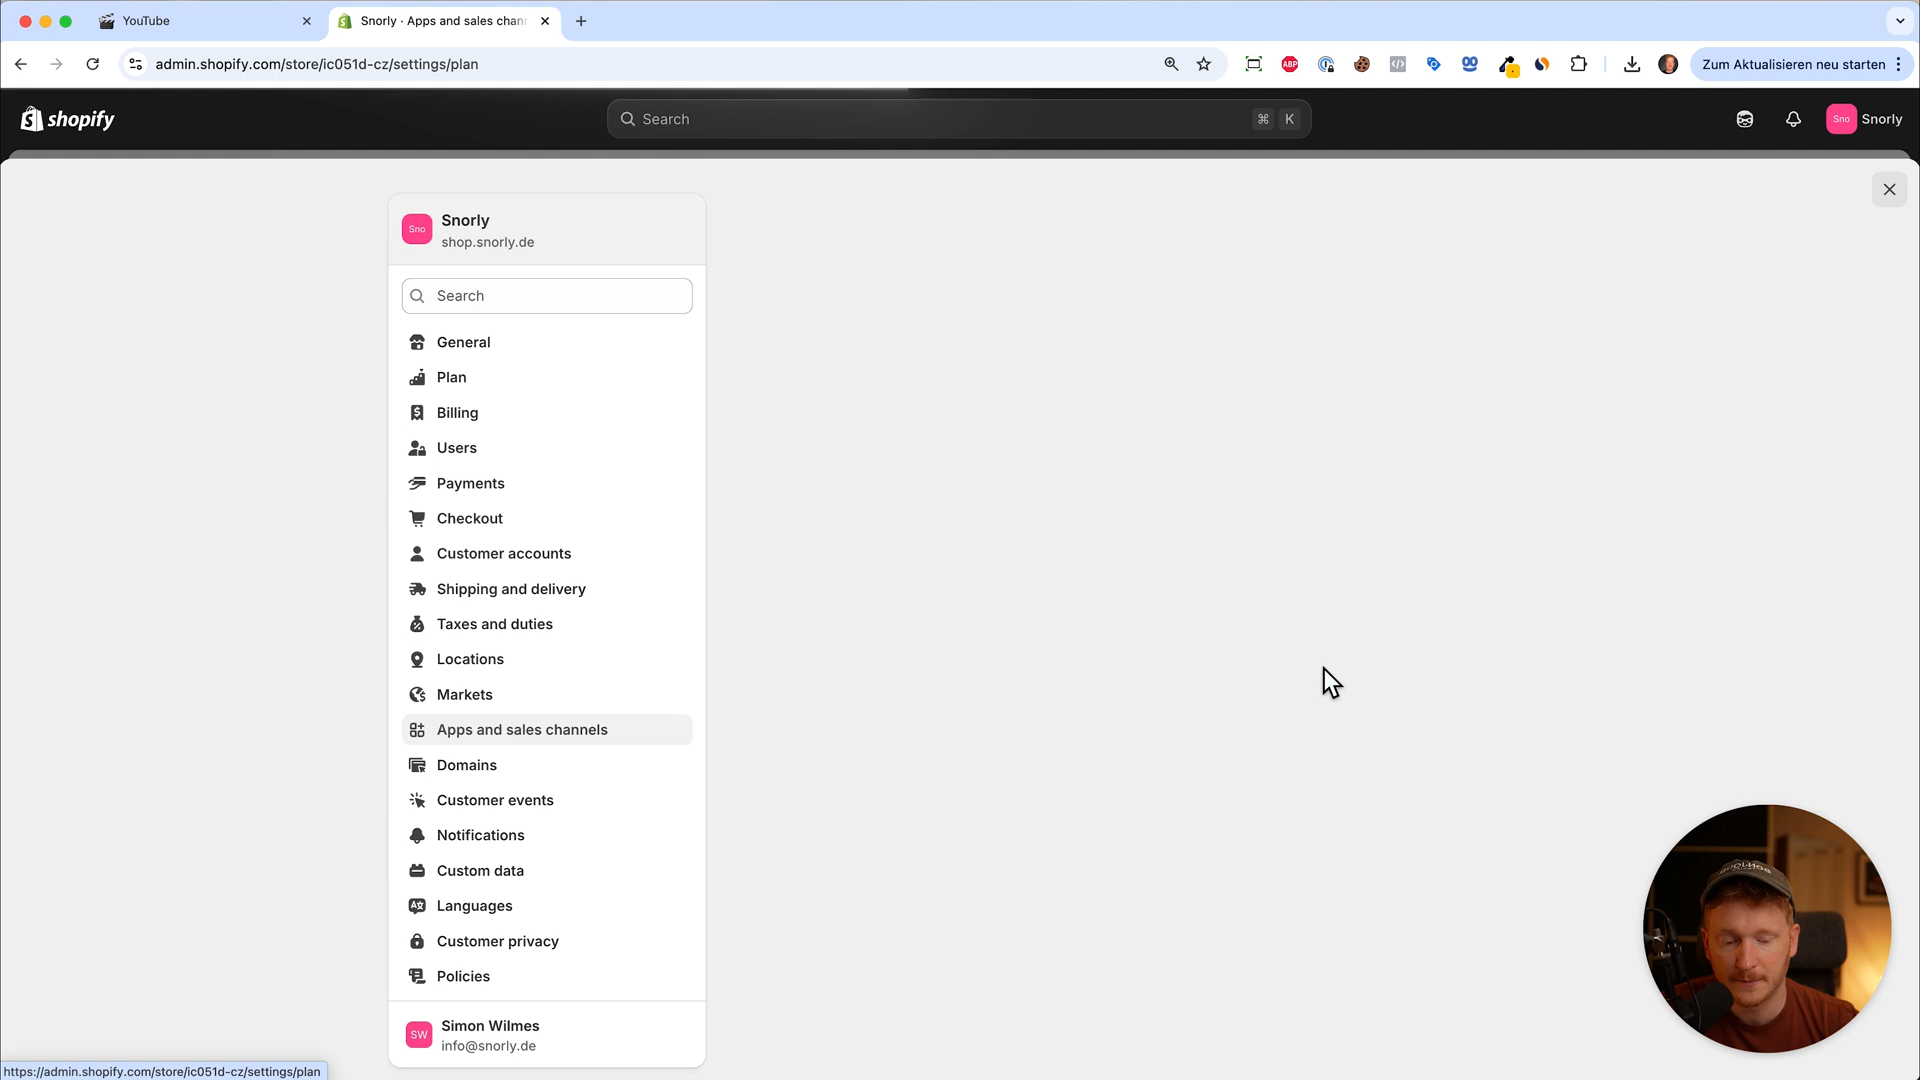 YouTube
Snorly · Apps and sales chan
admin.shopify.com/store/ic051d-cz/settings/plan
ABP
Zum Aktualisieren neu starten
shopify
Search
⌘ K
Sno
Snorly
Sno
Snorly
shop.snorly.de
Search
General
Plan
Billing
Users
Payments
Checkout
Customer accounts
Shipping and delivery
Taxes and duties
Locations
Markets
Apps and sales channels
Domains
Customer events
Notifications
Custom data
Languages
Customer privacy
Policies
SW
Simon Wilmes
info@snorly.de
https://admin.shopify.com/store/ic051d-cz/settings/plan